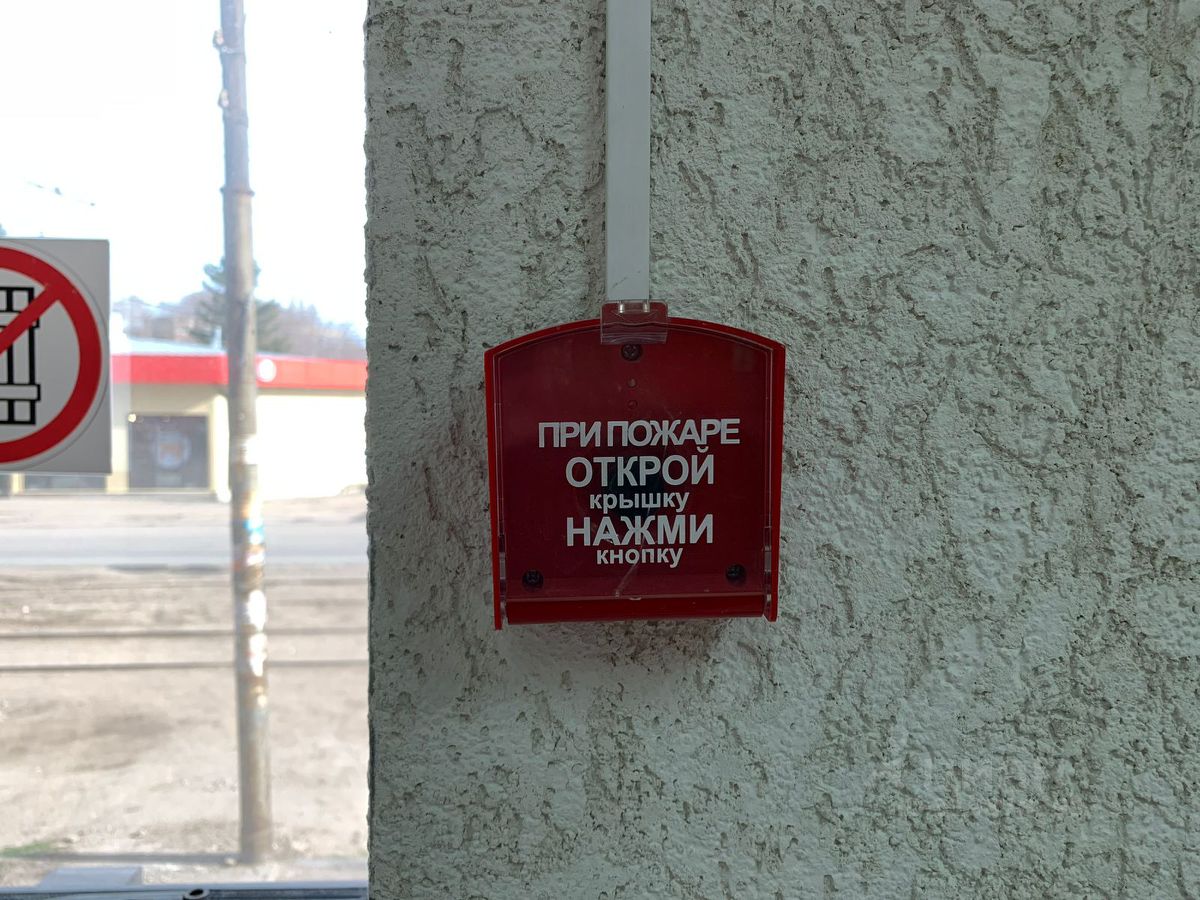 ПРИ ПОЖАРЕ
ОТКРОЙ
крышку
НАЖМИ
кнопку